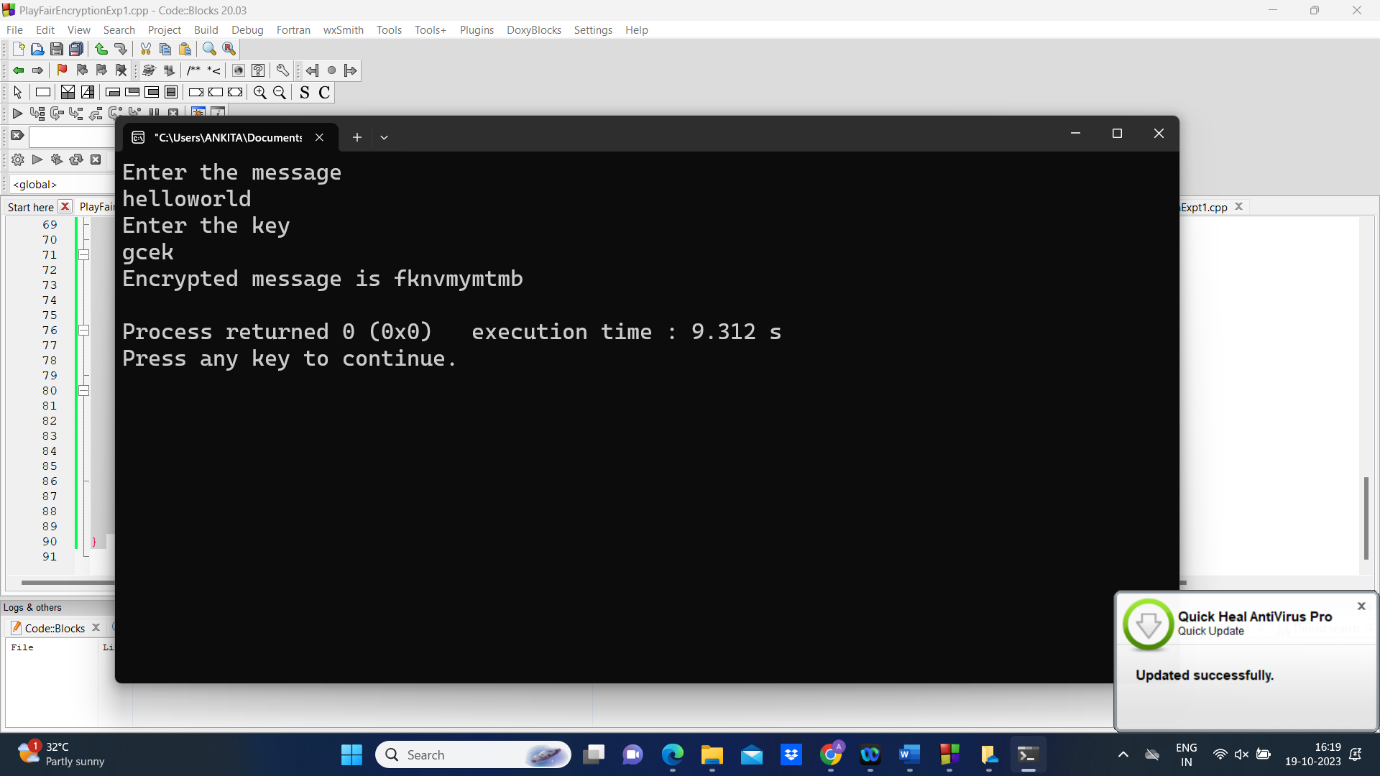 PlayFairEncryptionExp1.cpp - Code::Blocks 20.03
File Edit View Search Project Build Debug Fortran wxSmith Tools Tools+ Plugins DoxyBlocks Settings Help
/** *<
S C
"C:\Users\ANKITA\Documents
<global>
Start here
PlayFair
Expt1.cpp
69
70
71
72
73
74
75
76
77
78
79
80
81
82
83
84
85
86
87
88
89
90 }
91
Enter the message
helloworld
Enter the key
gcek
Encrypted message is fknvmymtmb
Process returned 0 (0x0) execution time : 9.312 s
Press any key to continue.
Logs & others
Code::Blocks
File Li
Quick Heal AntiVirus Pro
Quick Update
Updated successfully.
1
32°C
Partly sunny
Search
A
ENG
IN
16:19
19-10-2023